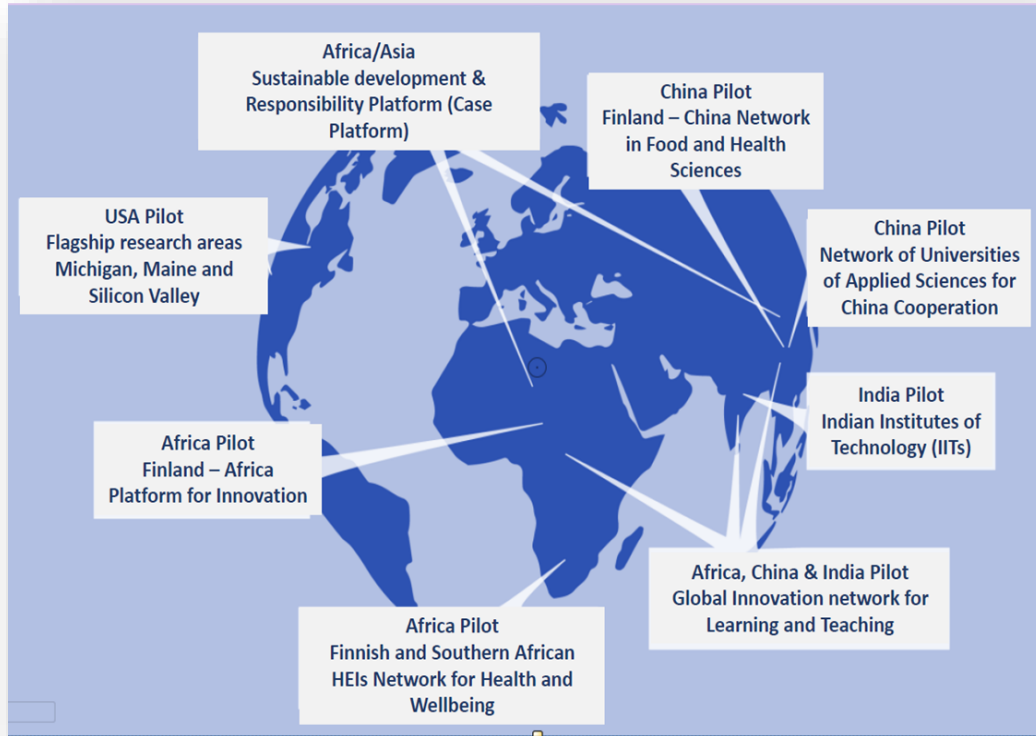 Africa/Asia
Sustainable development &
Responsibility Platform (Case
Platform)
China Pilot
Finland – China Network
in Food and Health
Sciences
USA Pilot
Flagship research areas
Michigan, Maine and
Silicon Valley
China Pilot
Network of Universities
of Applied Sciences for
China Cooperation
India Pilot
Indian Institutes of
Technology (IITs)
Africa Pilot
Finland – Africa
Platform for Innovation
Africa, China & India Pilot
Global Innovation network for
Learning and Teaching
Africa Pilot
Finnish and Southern African
HEIs Network for Health and
Wellbeing